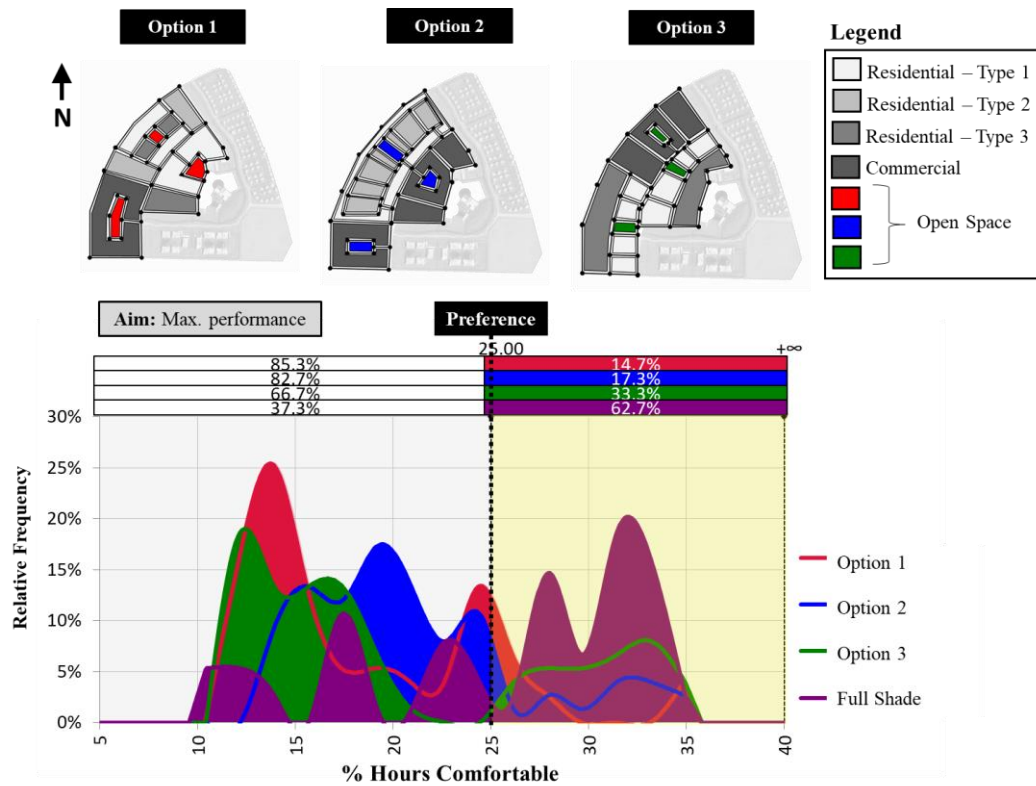 Option 1
Option 2
Option 3
N
Legend
Residential – Type 1
Residential – Type 2
Residential – Type 3
Commercial
Open Space
Aim: Max. performance
Preference
25.00
+∞
85.3%
14.7%
82.7%
17.3%
66.7%
33.3%
37.3%
62.7%
30%
25%
20%
15%
10%
5%
0%
Relative Frequency
5
10
15
20
25
30
35
40
% Hours Comfortable
Option 1
Option 2
Option 3
Full Shade